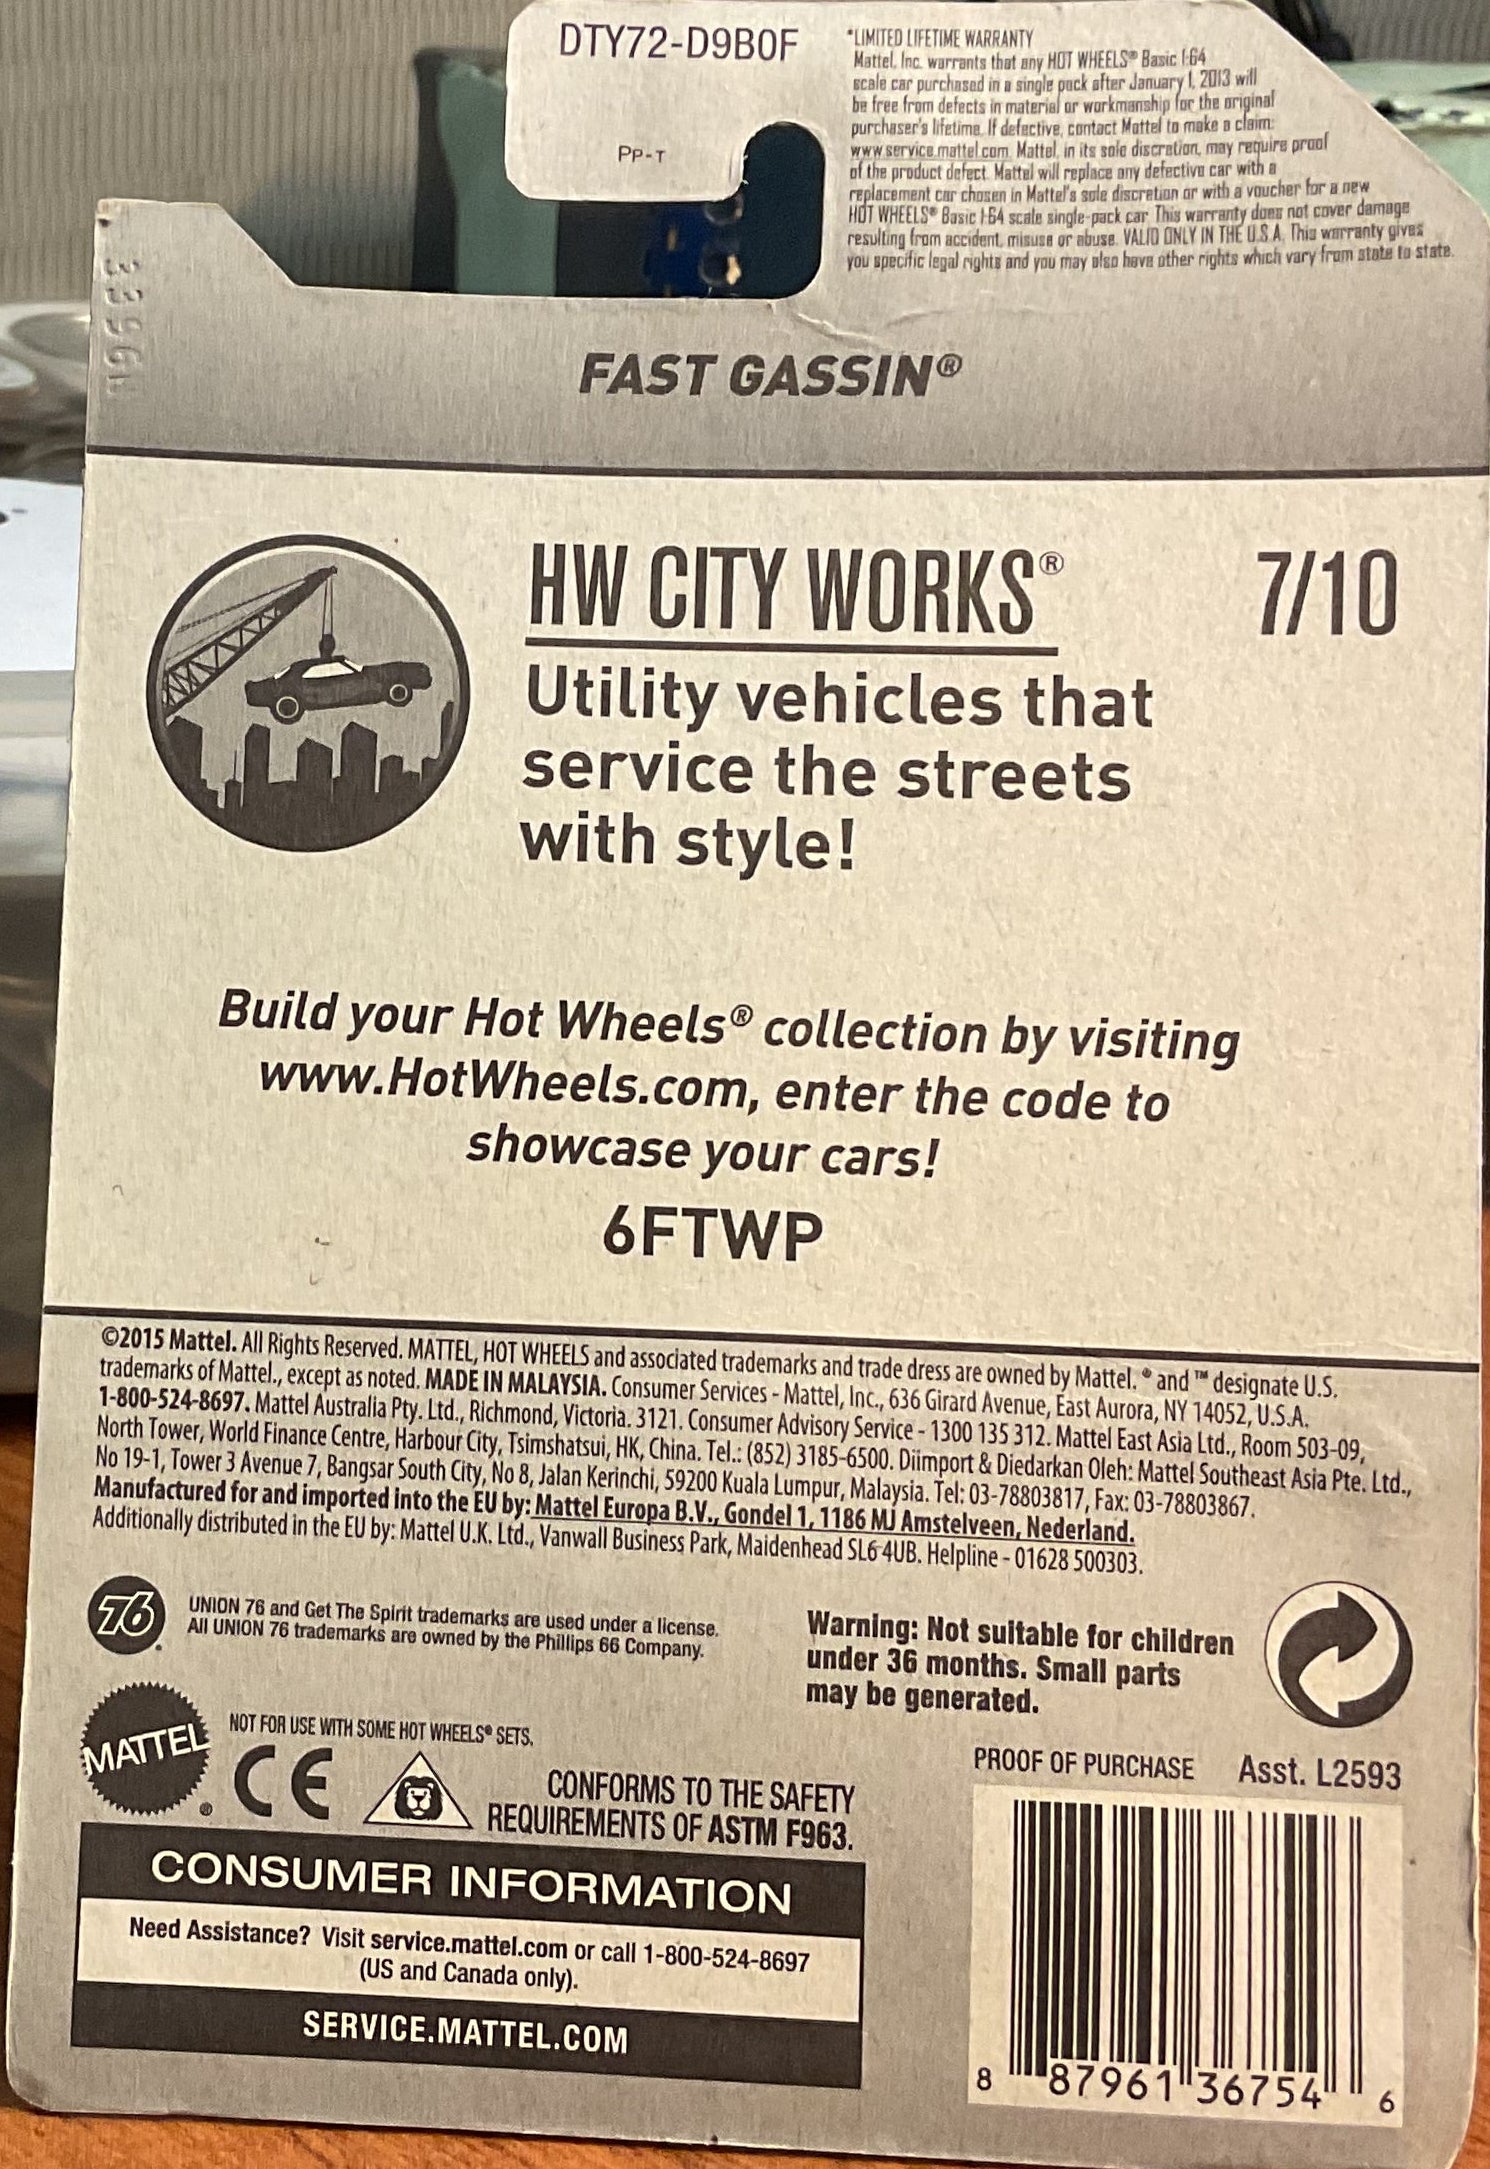 DTY72-D9B0F
Pp-T
*LIMITED LIFETIME WARRANTY
Mattel, Inc. warrants that any HOT WHEELS® Basic 1:64
scale car purchased in a single pack after January 1, 2013 will
be free from defects in material or workmanship for the original
purchaser's lifetime. If defective, contact Mattel to make a claim:
www.service.mattel.com. Mattel, in its sole discretion, may require proof
of the product defect. Mattel will replace any defective car with a
replacement car chosen in Mattel's sole discretion or with a voucher for a new
HOT WHEELS® Basic 1:64 scale single-pack car. This warranty does not cover damage
resulting from accident, misuse or abuse. VALID ONLY IN THE U.S.A. This warranty gives
you specific legal rights and you may also have other rights which vary from state to state.
FAST GASSIN®
HW CITY WORKS®
7/10
Utility vehicles that
service the streets
with style!
Build your Hot Wheels® collection by visiting
www.HotWheels.com, enter the code to
showcase your cars!
6FTWP
©2015 Mattel. All Rights Reserved. MATTEL, HOT WHEELS and associated trademarks and trade dress are owned by Mattel. ® and ™ designate U.S.
trademarks of Mattel., except as noted. MADE IN MALAYSIA. Consumer Services - Mattel, Inc., 636 Girard Avenue, East Aurora, NY 14052, U.S.A.
1-800-524-8697. Mattel Australia Pty. Ltd., Richmond, Victoria. 3121. Consumer Advisory Service - 1300 135 312. Mattel East Asia Ltd., Room 503-09,
North Tower, World Finance Centre, Harbour City, Tsimshatsui, HK, China. Tel.: (852) 3185-6500. Diimport & Diedarkan Oleh: Mattel Southeast Asia Pte. Ltd.,
No 19-1, Tower 3 Avenue 7, Bangsar South City, No 8, Jalan Kerinchi, 59200 Kuala Lumpur, Malaysia. Tel: 03-78803817, Fax: 03-78803867.
Manufactured for and imported into the EU by: Mattel Europa B.V., Gondel 1, 1186 MJ Amstelveen, Nederland.
Additionally distributed in the EU by: Mattel U.K. Ltd., Vanwall Business Park, Maidenhead SL6 4UB. Helpline - 01628 500303.
76®
UNION 76 and Get The Spirit trademarks are used under a license.
All UNION 76 trademarks are owned by the Phillips 66 Company.
Warning: Not suitable for children
under 36 months. Small parts
may be generated.
MATTEL®
NOT FOR USE WITH SOME HOT WHEELS® SETS.
CE
CONFORMS TO THE SAFETY
REQUIREMENTS OF ASTM F963.
PROOF OF PURCHASE Asst. L2593
CONSUMER INFORMATION
Need Assistance? Visit service.mattel.com or call 1-800-524-8697
(US and Canada only).
SERVICE.MATTEL.COM
8 87961 36754 6